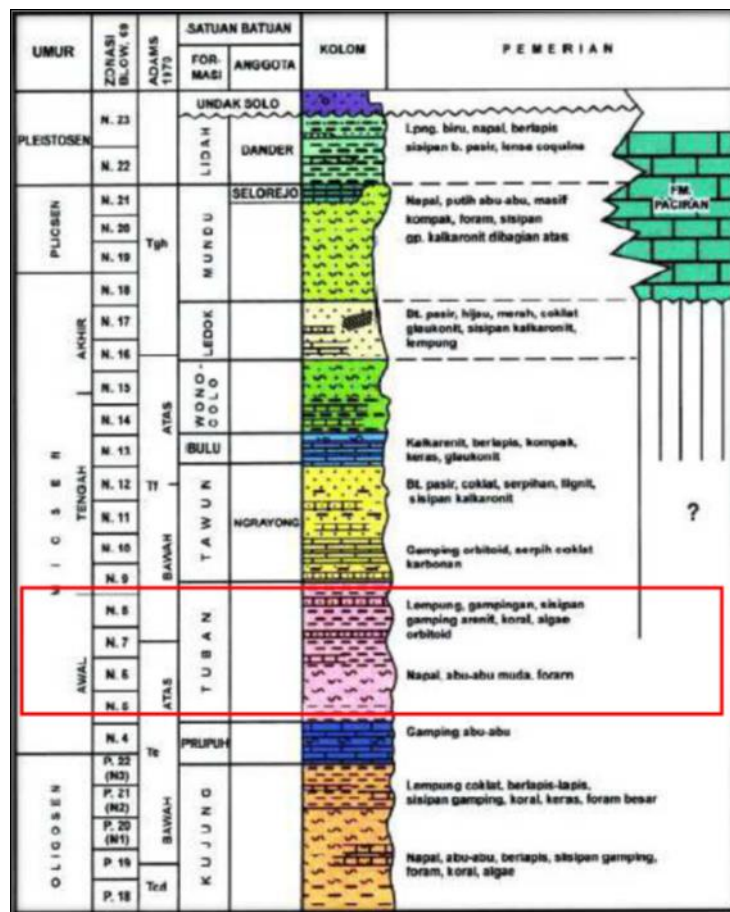 UMUR
ZONASI BLOW, 69
ADAMS 1970
SATUAN BATUAN
FOR-
MASI
ANGGOTA
KOLOM
PEMERIAN
PLEISTOSEN
N. 23
N. 22
UNDAK SOLO
LIDAH
DANDER
Lpng. biru, napal, berlapis
sisipan b. pasir, lensa coquina
PLIOSEN
N. 21
N. 20
N. 19
N. 18
Tgh
SELOREJO
MUNDU
Napal, putih abu-abu, masif
kompak, foram, sisipan
gp. kalkaronit dibagian atas
FM.
PACIRAN
MIOSEN
AKHIR
N. 17
N. 16
LEDOK
Bt. pasir, hijau, merah, coklat
glaukonit, sisipan kalkaronit,
lempung
TENGAH
N. 15
N. 14
N. 13
N. 12
N. 11
N. 10
N. 9
ATAS
Tf
BAWAH
WONO-
COLO
BULU
Kalkarenit, berlapis, kompak,
keras, glaukonit
TAWUN
NGRAYONG
Bt. pasir, coklat, serpihan, lignit,
sisipan kalkaronit
?
Gamping orbitoid, serpih coklat
karbonan
AWAL
N. 8
N. 7
N. 6
N. 5
N. 4
ATAS
Te
TUBAN
Lempung, gampingan, sisipan
gamping arenit, koral, algae
orbitoid
Napal, abu-abu muda, foram
PRUPUH
Gamping abu-abu
OLIGOSEN
P. 22
(N3)
P. 21
(N2)
P. 20
(N1)
P 19
P. 18
BAWAH
Tcd
KUJUNG
Lempung coklat, berlapis-lapis,
sisipan gamping, koral, keras, foram besar
Napal, abu-abu, berlapis, sisipan gamping,
foram, koral, algae